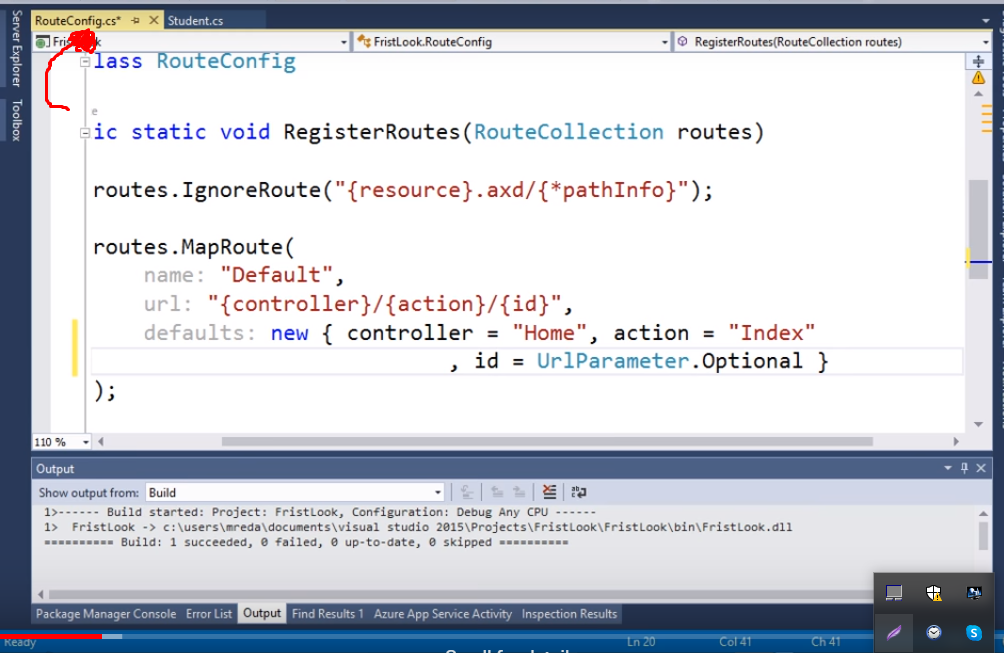 Server Explorer
Toolbox
RouteConfig.cs*
Student.cs
FristLook.RouteConfig
RegisterRoutes(RouteCollection routes)
lass RouteConfig
e
ic static void RegisterRoutes(RouteCollection routes)
routes.IgnoreRoute("{resource}.axd/{*pathInfo}");
routes.MapRoute(
name: "Default",
url: "{controller}/{action}/{id}",
defaults: new { controller = "Home", action = "Index"
, id = UrlParameter.Optional }
);
110 %
Output
Show output from: Build
1>------ Build started: Project: FristLook, Configuration: Debug Any CPU ------
1>  FristLook -> c:\users\mreda\documents\visual studio 2015\Projects\FristLook\FristLook\bin\FristLook.dll
========== Build: 1 succeeded, 0 failed, 0 up-to-date, 0 skipped ==========
Package Manager Console Error List Output Find Results 1 Azure App Service Activity Inspection Results
Ready Ln 20 Col 41 Ch 41